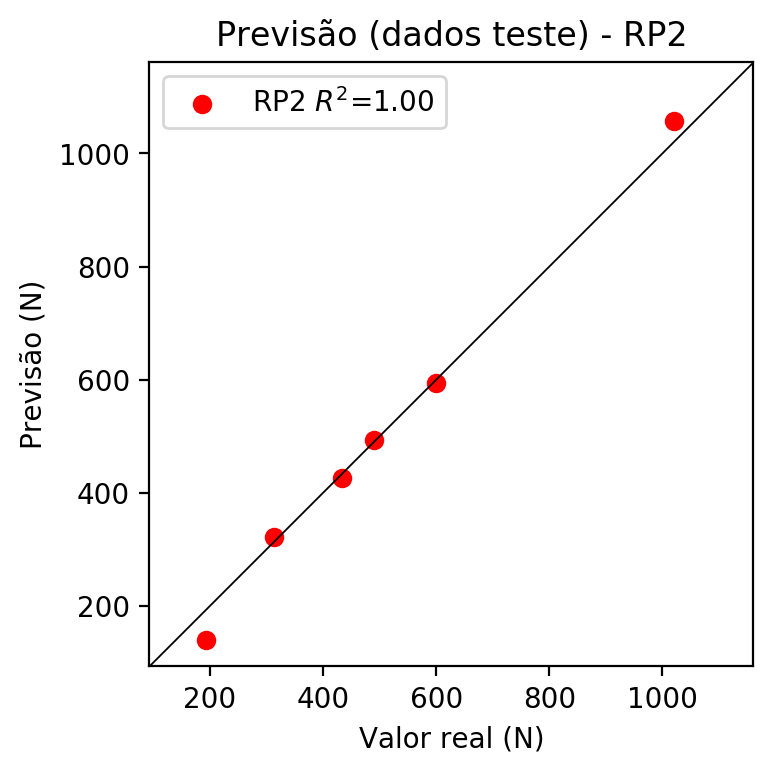 Previsão (dados teste) - RP2
RP2 R²=1.00
1000
800
600
400
200
Previsão (N)
200 400 600 800 1000
Valor real (N)